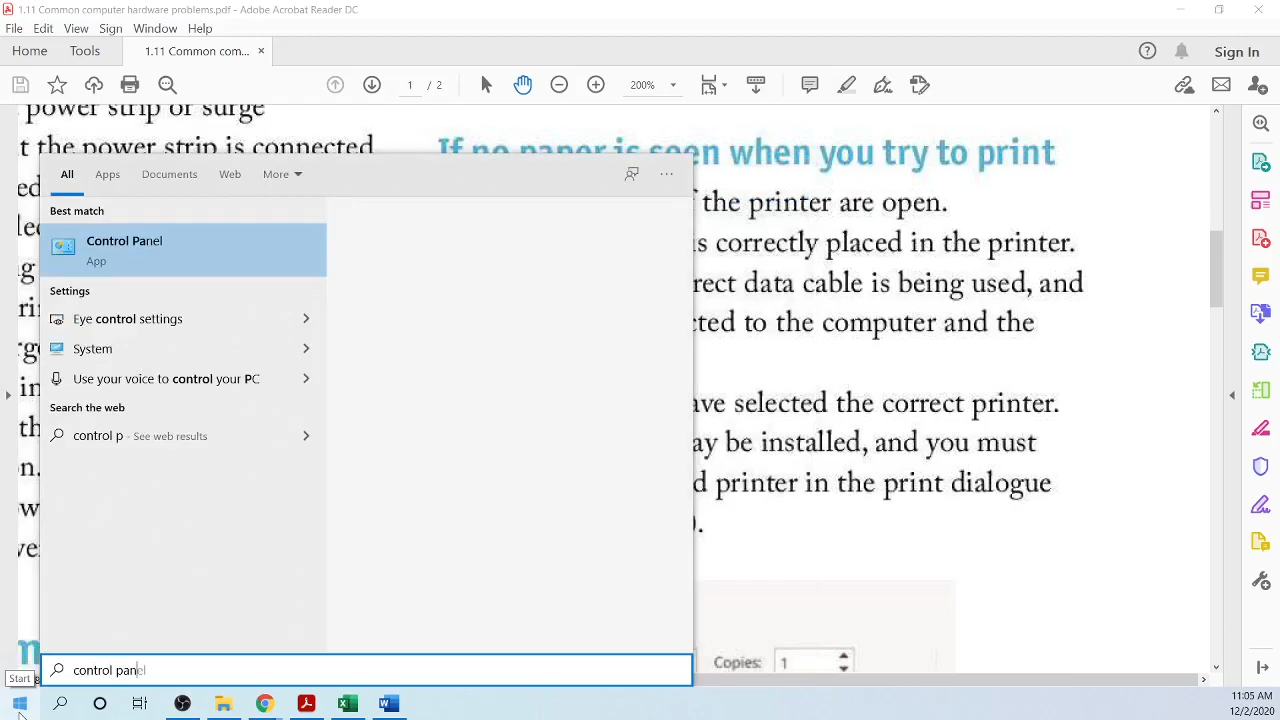 1.11 Common computer hardware problems.pdf - Adobe Acrobat Reader DC
File Edit View Sign Window Help
Home Tools 1.11 Common com... ×
Sign In
1 / 2 200%
power strip or surge
t the power strip is connected
If no paper is seen when you try to print
the printer are open.
is correctly placed in the printer.
rect data cable is being used, and
cted to the computer and the
ave selected the correct printer.
ay be installed, and you must
d printer in the print dialogue
).
Copies: 1
All Apps Documents Web More
Best match
Control Panel
App
Settings
Eye control settings
System
Use your voice to control your PC
Search the web
control p - See web results
control panel
Start
11:05 AM
12/2/2020